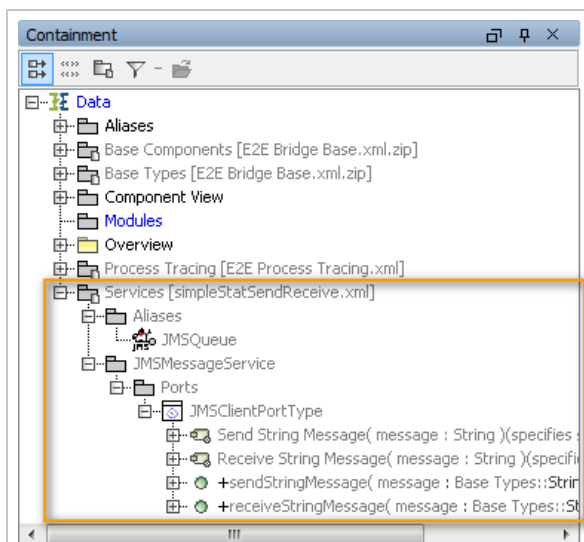 Containment
Data
Aliases
Base Components [E2E Bridge Base.xml.zip]
Base Types [E2E Bridge Base.xml.zip]
Component View
Modules
Overview
Process Tracing [E2E Process Tracing.xml]
Services [simpleStatSendReceive.xml]
Aliases
JMS JMSQueue
JMSMessageService
Ports
JMSClientPortType
Send String Message( message : String )(specifies
Receive String Message( message : String )(specifi
+sendStringMessage( message : Base Types::Strin
+receiveStringMessage( message : Base Types::St